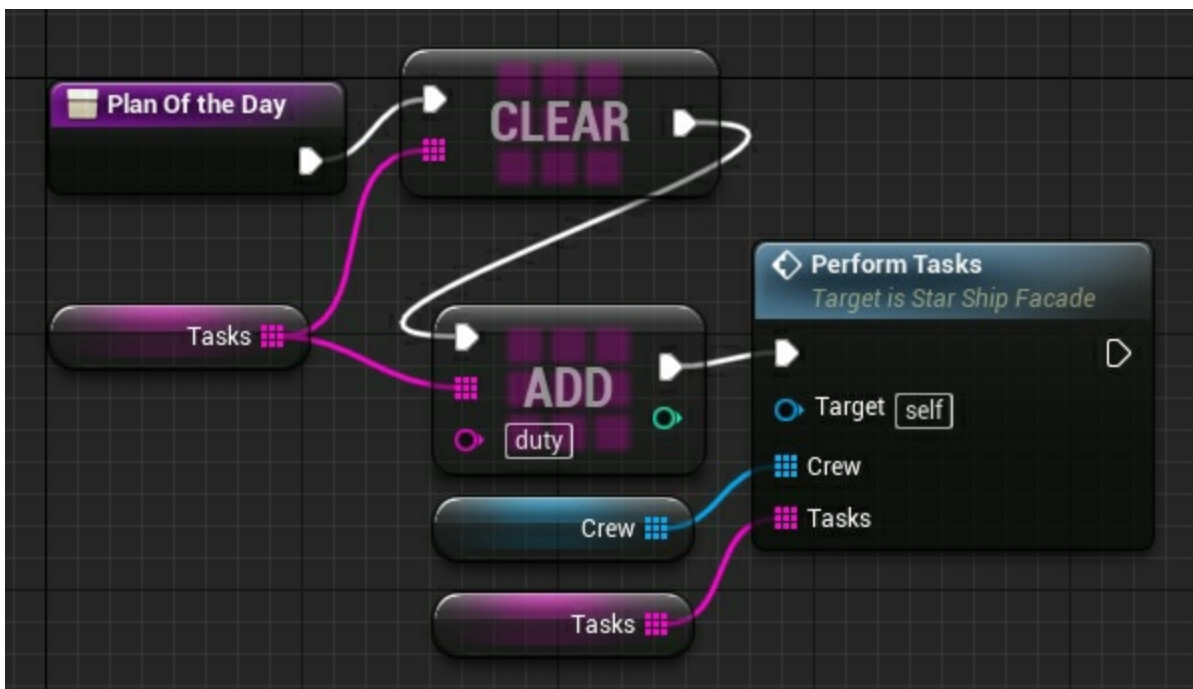 Plan Of the Day
CLEAR
Tasks
ADD
duty
Perform Tasks
Target is Star Ship Facade
Target self
Crew
Tasks
Crew
Tasks